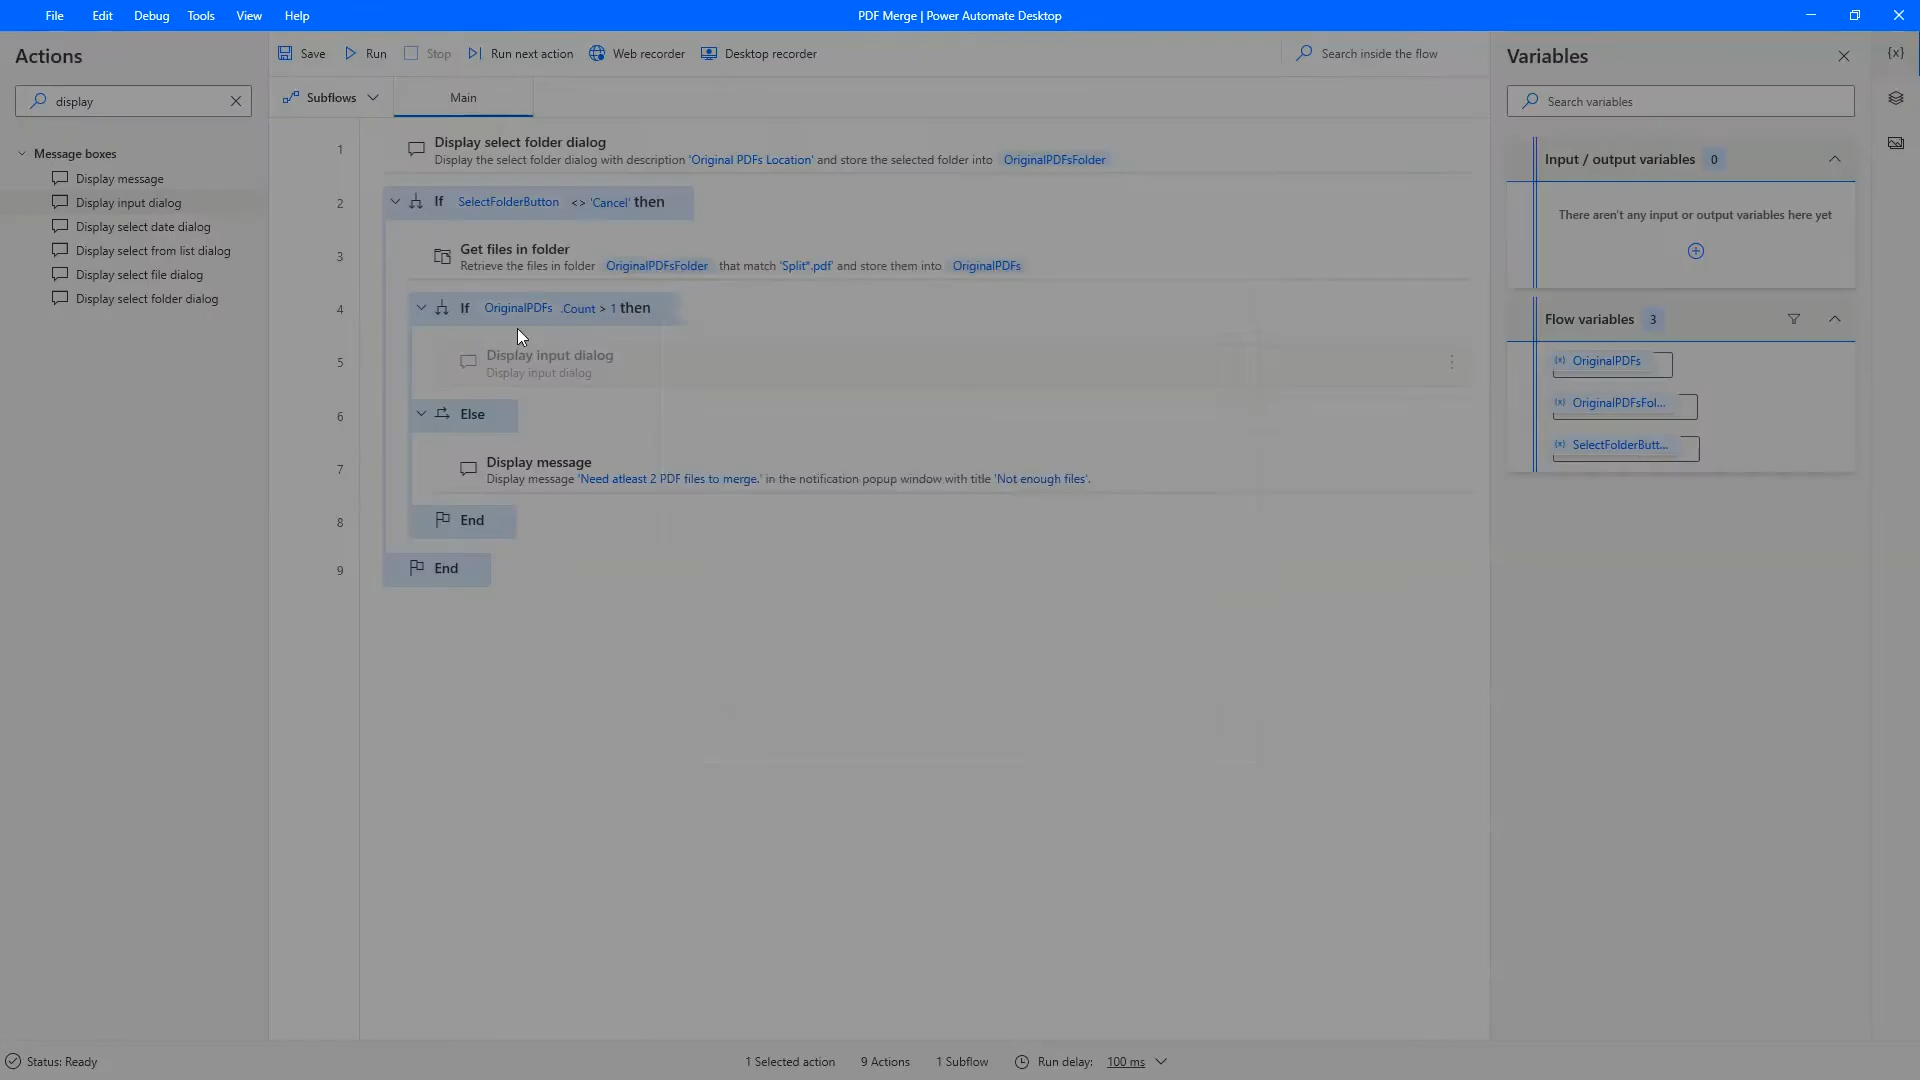 File Edit Debug Tools View Help
PDF Merge | Power Automate Desktop
Actions
display
Message boxes
Display message
Display input dialog
Display select date dialog
Display select from list dialog
Display select file dialog
Display select folder dialog
Save Run Stop Run next action Web recorder Desktop recorder
Search inside the flow
Subflows
Main
1 Display select folder dialog
Display the select folder dialog with description 'Original PDFs Location' and store the selected folder into OriginalPDFsFolder
2 If SelectFolderButton <> 'Cancel' then
3 Get files in folder
Retrieve the files in folder OriginalPDFsFolder that match 'Split*.pdf' and store them into OriginalPDFs
4 If OriginalPDFs .Count > 1 then
5 Display input dialog
Display input dialog
6 Else
7 Display message
Display message 'Need atleast 2 PDF files to merge.' in the notification popup window with title 'Not enough files'.
8 End
9 End
Variables
{x}
Search variables
Input / output variables 0
There aren't any input or output variables here yet
Flow variables 3
{x} OriginalPDFs
{x} OriginalPDFsFol...
{x} SelectFolderButt...
Status: Ready
1 Selected action
9 Actions
1 Subflow
Run delay: 100 ms